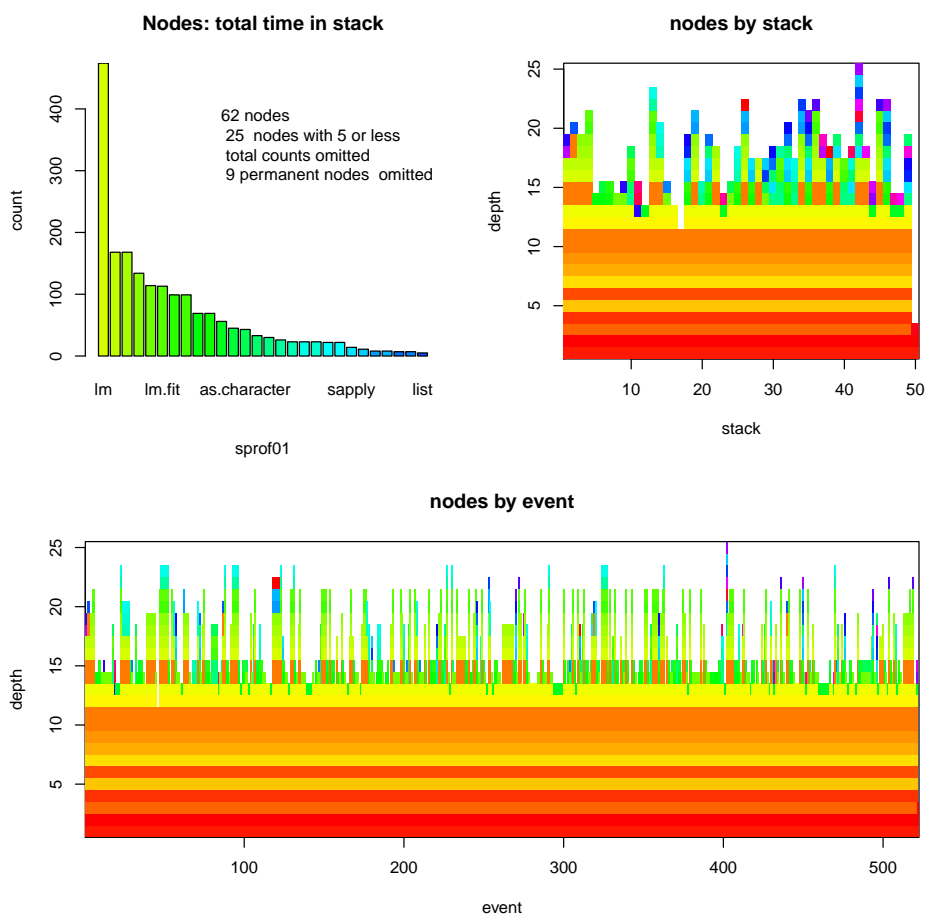 Nodes: total time in stack
62 nodes
25 nodes with 5 or less
total counts omitted
9 permanent nodes omitted
count
0
100
200
300
400
lm
lm.fit
as.character
sapply
list
sprof01
nodes by stack
depth
5
10
15
20
25
10
20
30
40
50
stack
nodes by event
depth
5
10
15
20
25
100
200
300
400
500
event